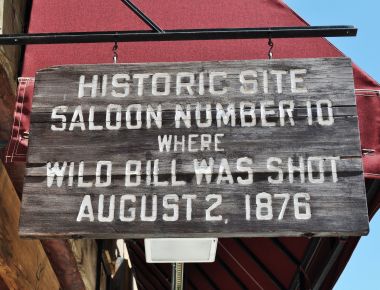 HISTORIC SITE
SALOON NUMBER 10
WHERE
WILD BILL WAS SHOT
AUGUST 2, 1876